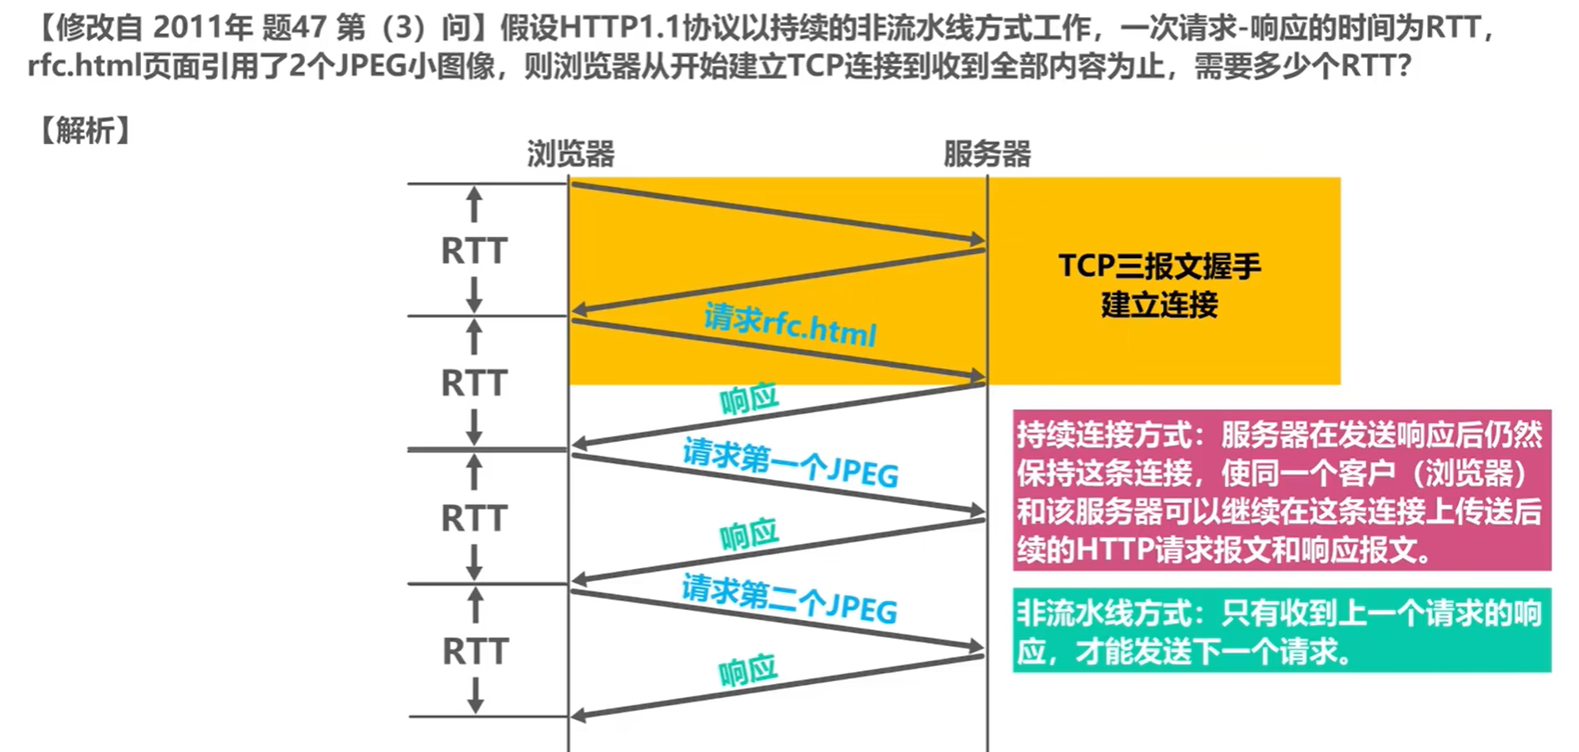 【修改自 2011年 题47 第（3）问】假设HTTP1.1协议以持续的非流水线方式工作，一次请求-响应的时间为RTT，
rfc.html页面引用了2个JPEG小图像，则浏览器从开始建立TCP连接到收到全部内容为止，需要多少个RTT？
【解析】
浏览器
服务器
RTT
TCP三报文握手
建立连接
请求rfc.html
RTT
响应
请求第一个JPEG
持续连接方式：服务器在发送响应后仍然
保持这条连接，使同一个客户（浏览器）
和该服务器可以继续在这条连接上传送后
续的HTTP请求报文和响应报文。
RTT
响应
请求第二个JPEG
非流水线方式：只有收到上一个请求的响
应，才能发送下一个请求。
RTT
响应